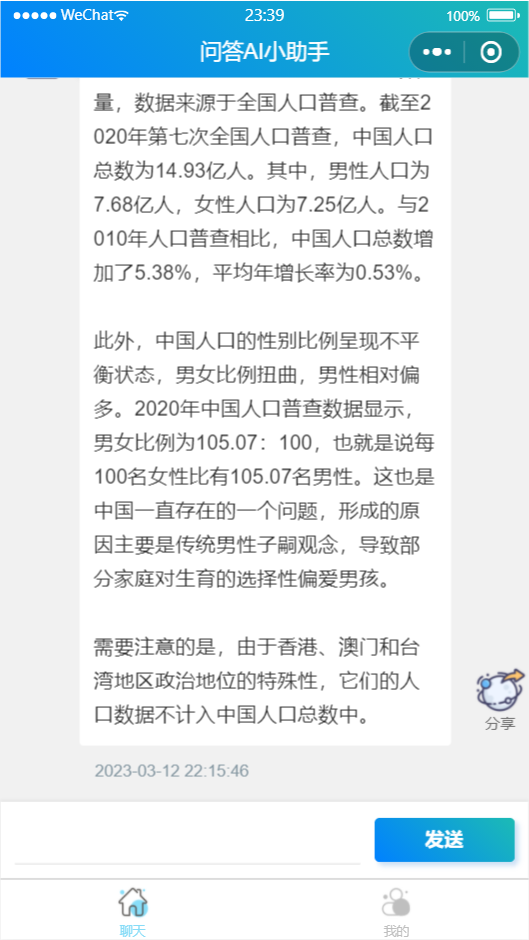 WeChat
23:39
100%
问答AI小助手
量，数据来源于全国人口普查。截至2
020年第七次全国人口普查，中国人口
总数为14.93亿人。其中，男性人口为
7.68亿人，女性人口为7.25亿人。与2
010年人口普查相比，中国人口总数增
加了5.38%，平均年增长率为0.53%。
此外，中国人口的性别比例呈现不平
衡状态，男女比例扭曲，男性相对偏
多。2020年中国人口普查数据显示，
男女比例为105.07：100，也就是说每
100名女性比有105.07名男性。这也是
中国一直存在的一个问题，形成的原
因主要是传统男性子嗣观念，导致部
分家庭对生育的选择性偏爱男孩。
需要注意的是，由于香港、澳门和台
湾地区政治地位的特殊性，它们的人
口数据不计入中国人口总数中。
分享
2023-03-12 22:15:46
发送
聊天
我的